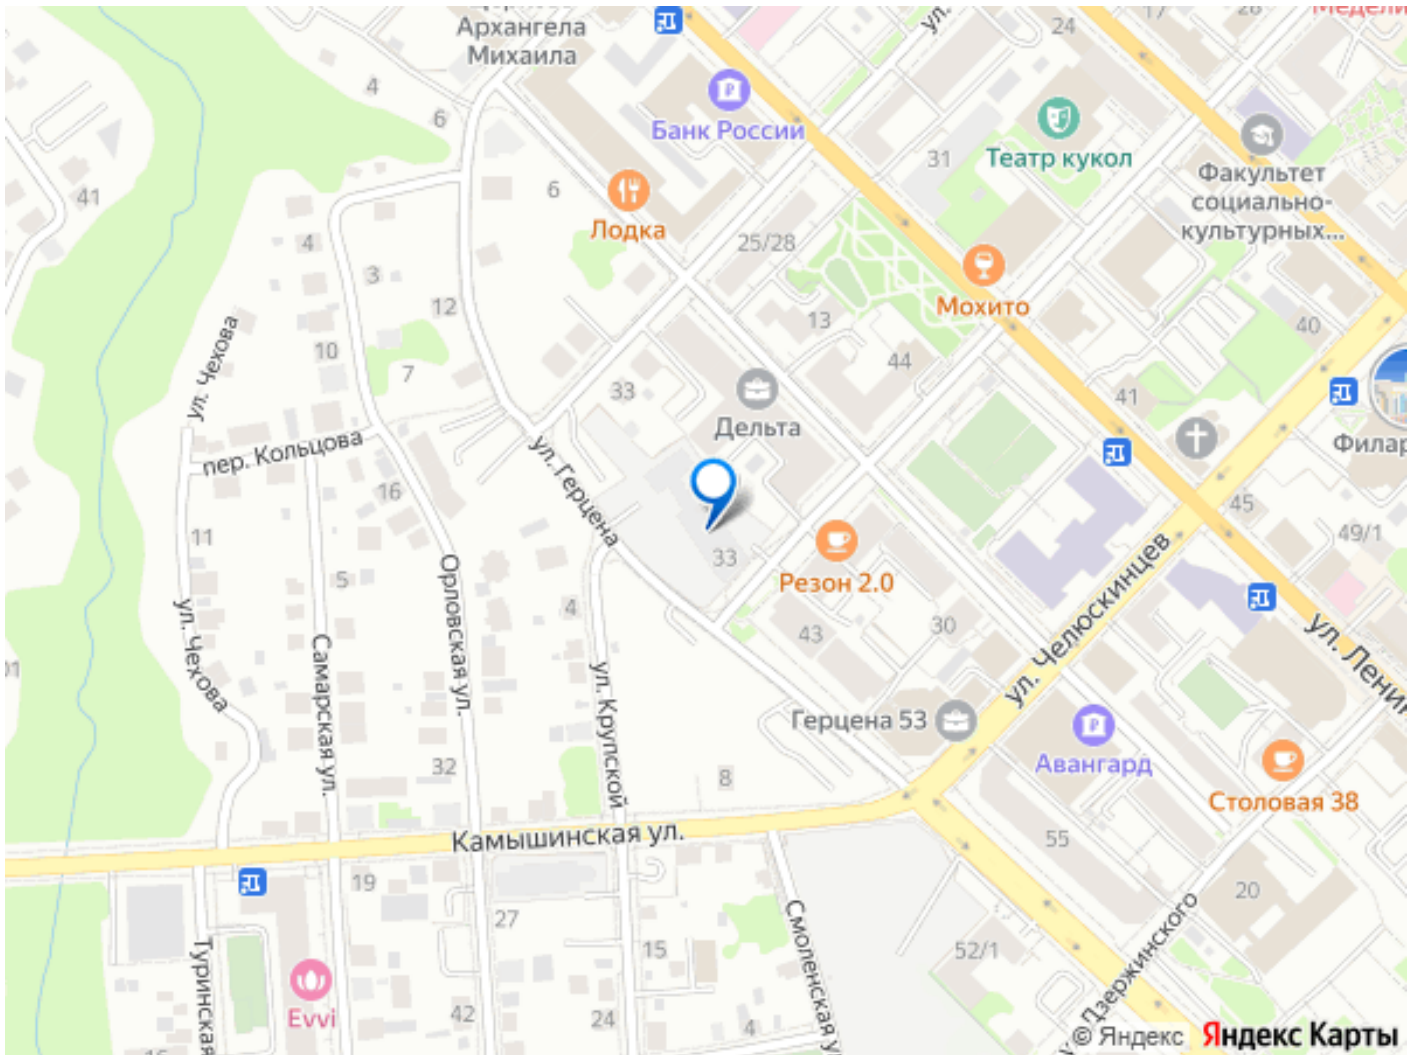 Архангела
Михаила
4
6
41
Банк России
24
17
28
Медели
31
Театр кукол
Факультет
социально-
культурных...
6
Лодка
25/28
4
3
12
Мохито
13
40
ул. Чехова
10
7
33
44
41
Дельта
Филар
пер. Кольцова
ул. Герцена
16
45
49/1
11
33
Резон 2.0
5
4
43
30
ул. Челюскинцев
ул. Чехова
Самарская ул.
Орловская ул.
ул. Крупской
ул. Ленин
Герцена 53
32
8
Авангард
Столовая 38
Камышинская ул.
55
19
20
27
Смоленская у
Дзержинского
15
52/1
Туринская
Evvi
42
24
4
© Яндекс
Яндекс Карты